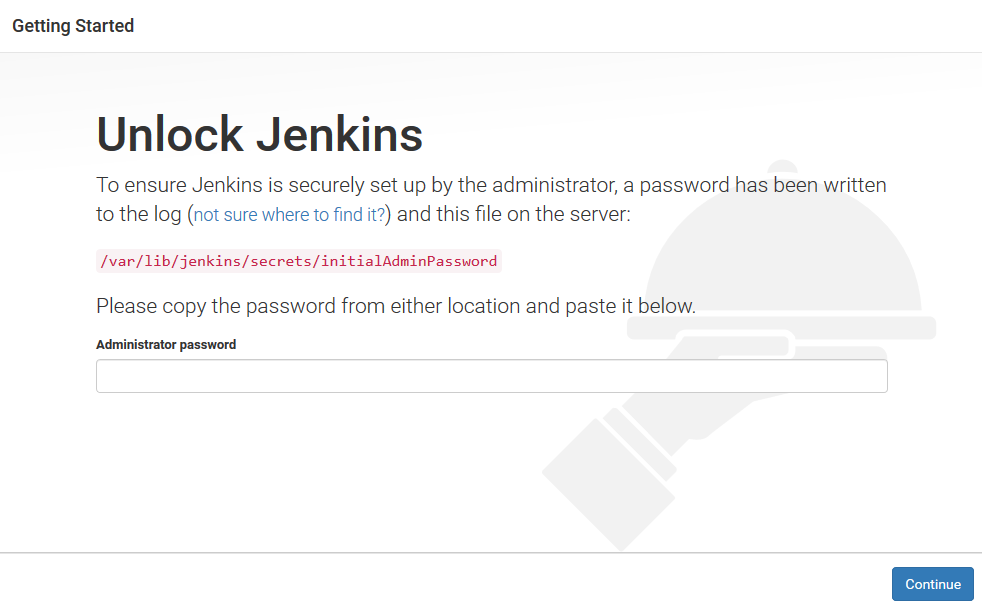 Getting Started
Unlock Jenkins
To ensure Jenkins is securely set up by the administrator, a password has been written
to the log (not sure where to find it?) and this file on the server:
/var/lib/jenkins/secrets/initialAdminPassword
Please copy the password from either location and paste it below.
Administrator password
Continue